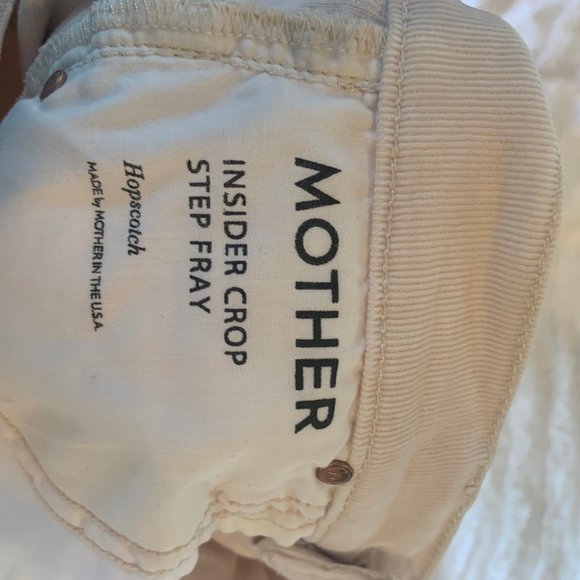 MOTHER
INSIDER CROP
STEP FRAY
Hopscotch
MADE by MOTHER IN THE U.S.A.